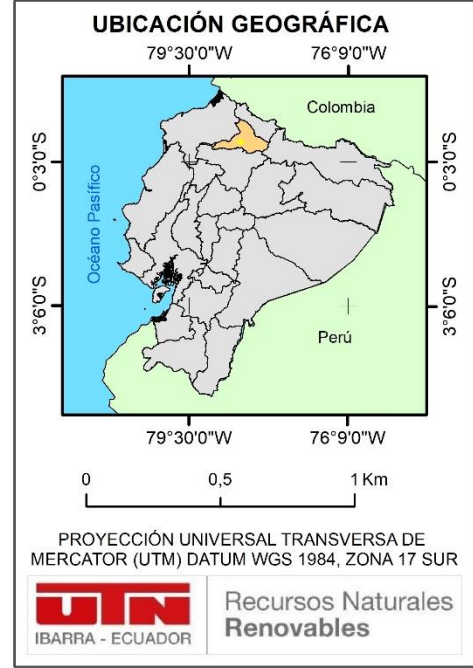 UBICACIÓN GEOGRÁFICA
79°30'0"W 76°9'0"W
Colombia
0°3'0"S 0°3'0"S
Océano Pasífico
3°6'0"S 3°6'0"S
Perú
79°30'0"W 76°9'0"W
0 0,5 1 Km
PROYECCIÓN UNIVERSAL TRANSVERSA DE
MERCATOR (UTM) DATUM WGS 1984, ZONA 17 SUR
UTN
IBARRA - ECUADOR
Recursos Naturales
Renovables